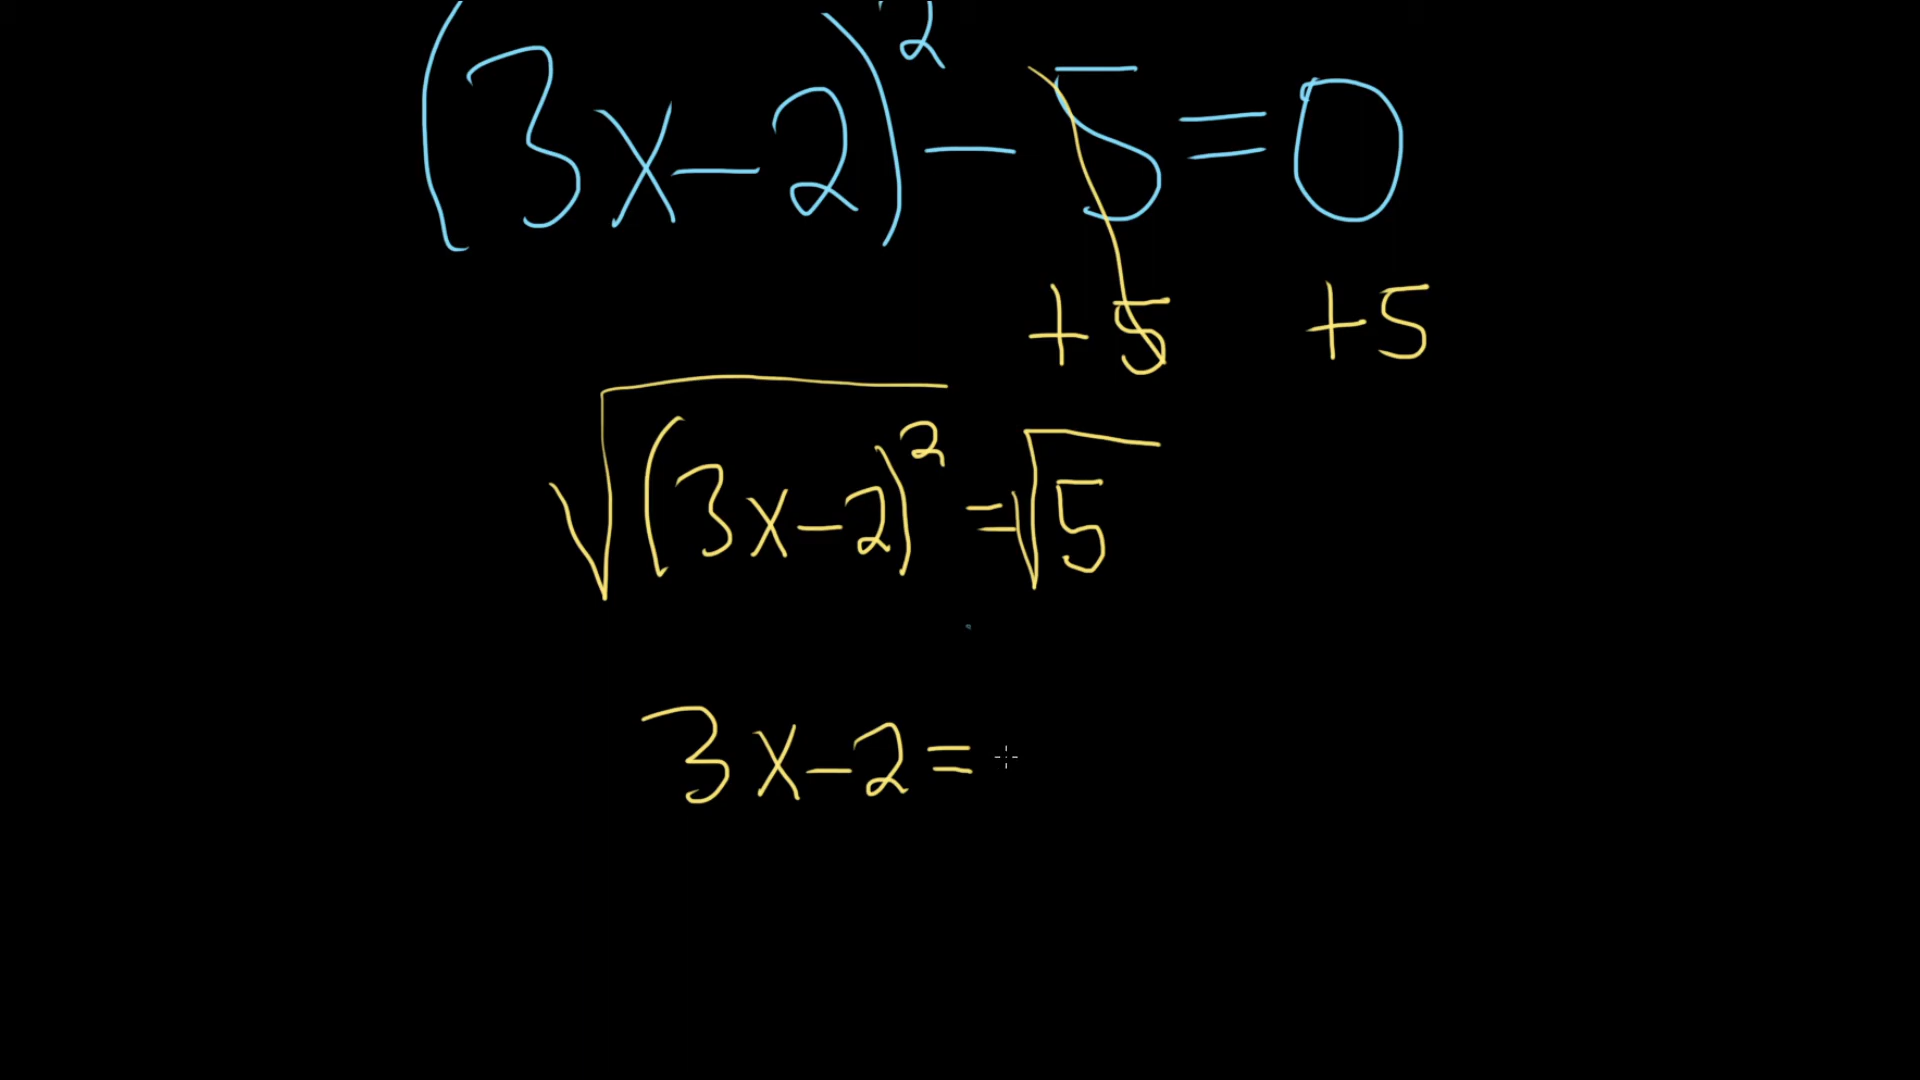 (3x-2)² - 5 = 0
+5 +5
√(3x-2)² = √5
3x-2=